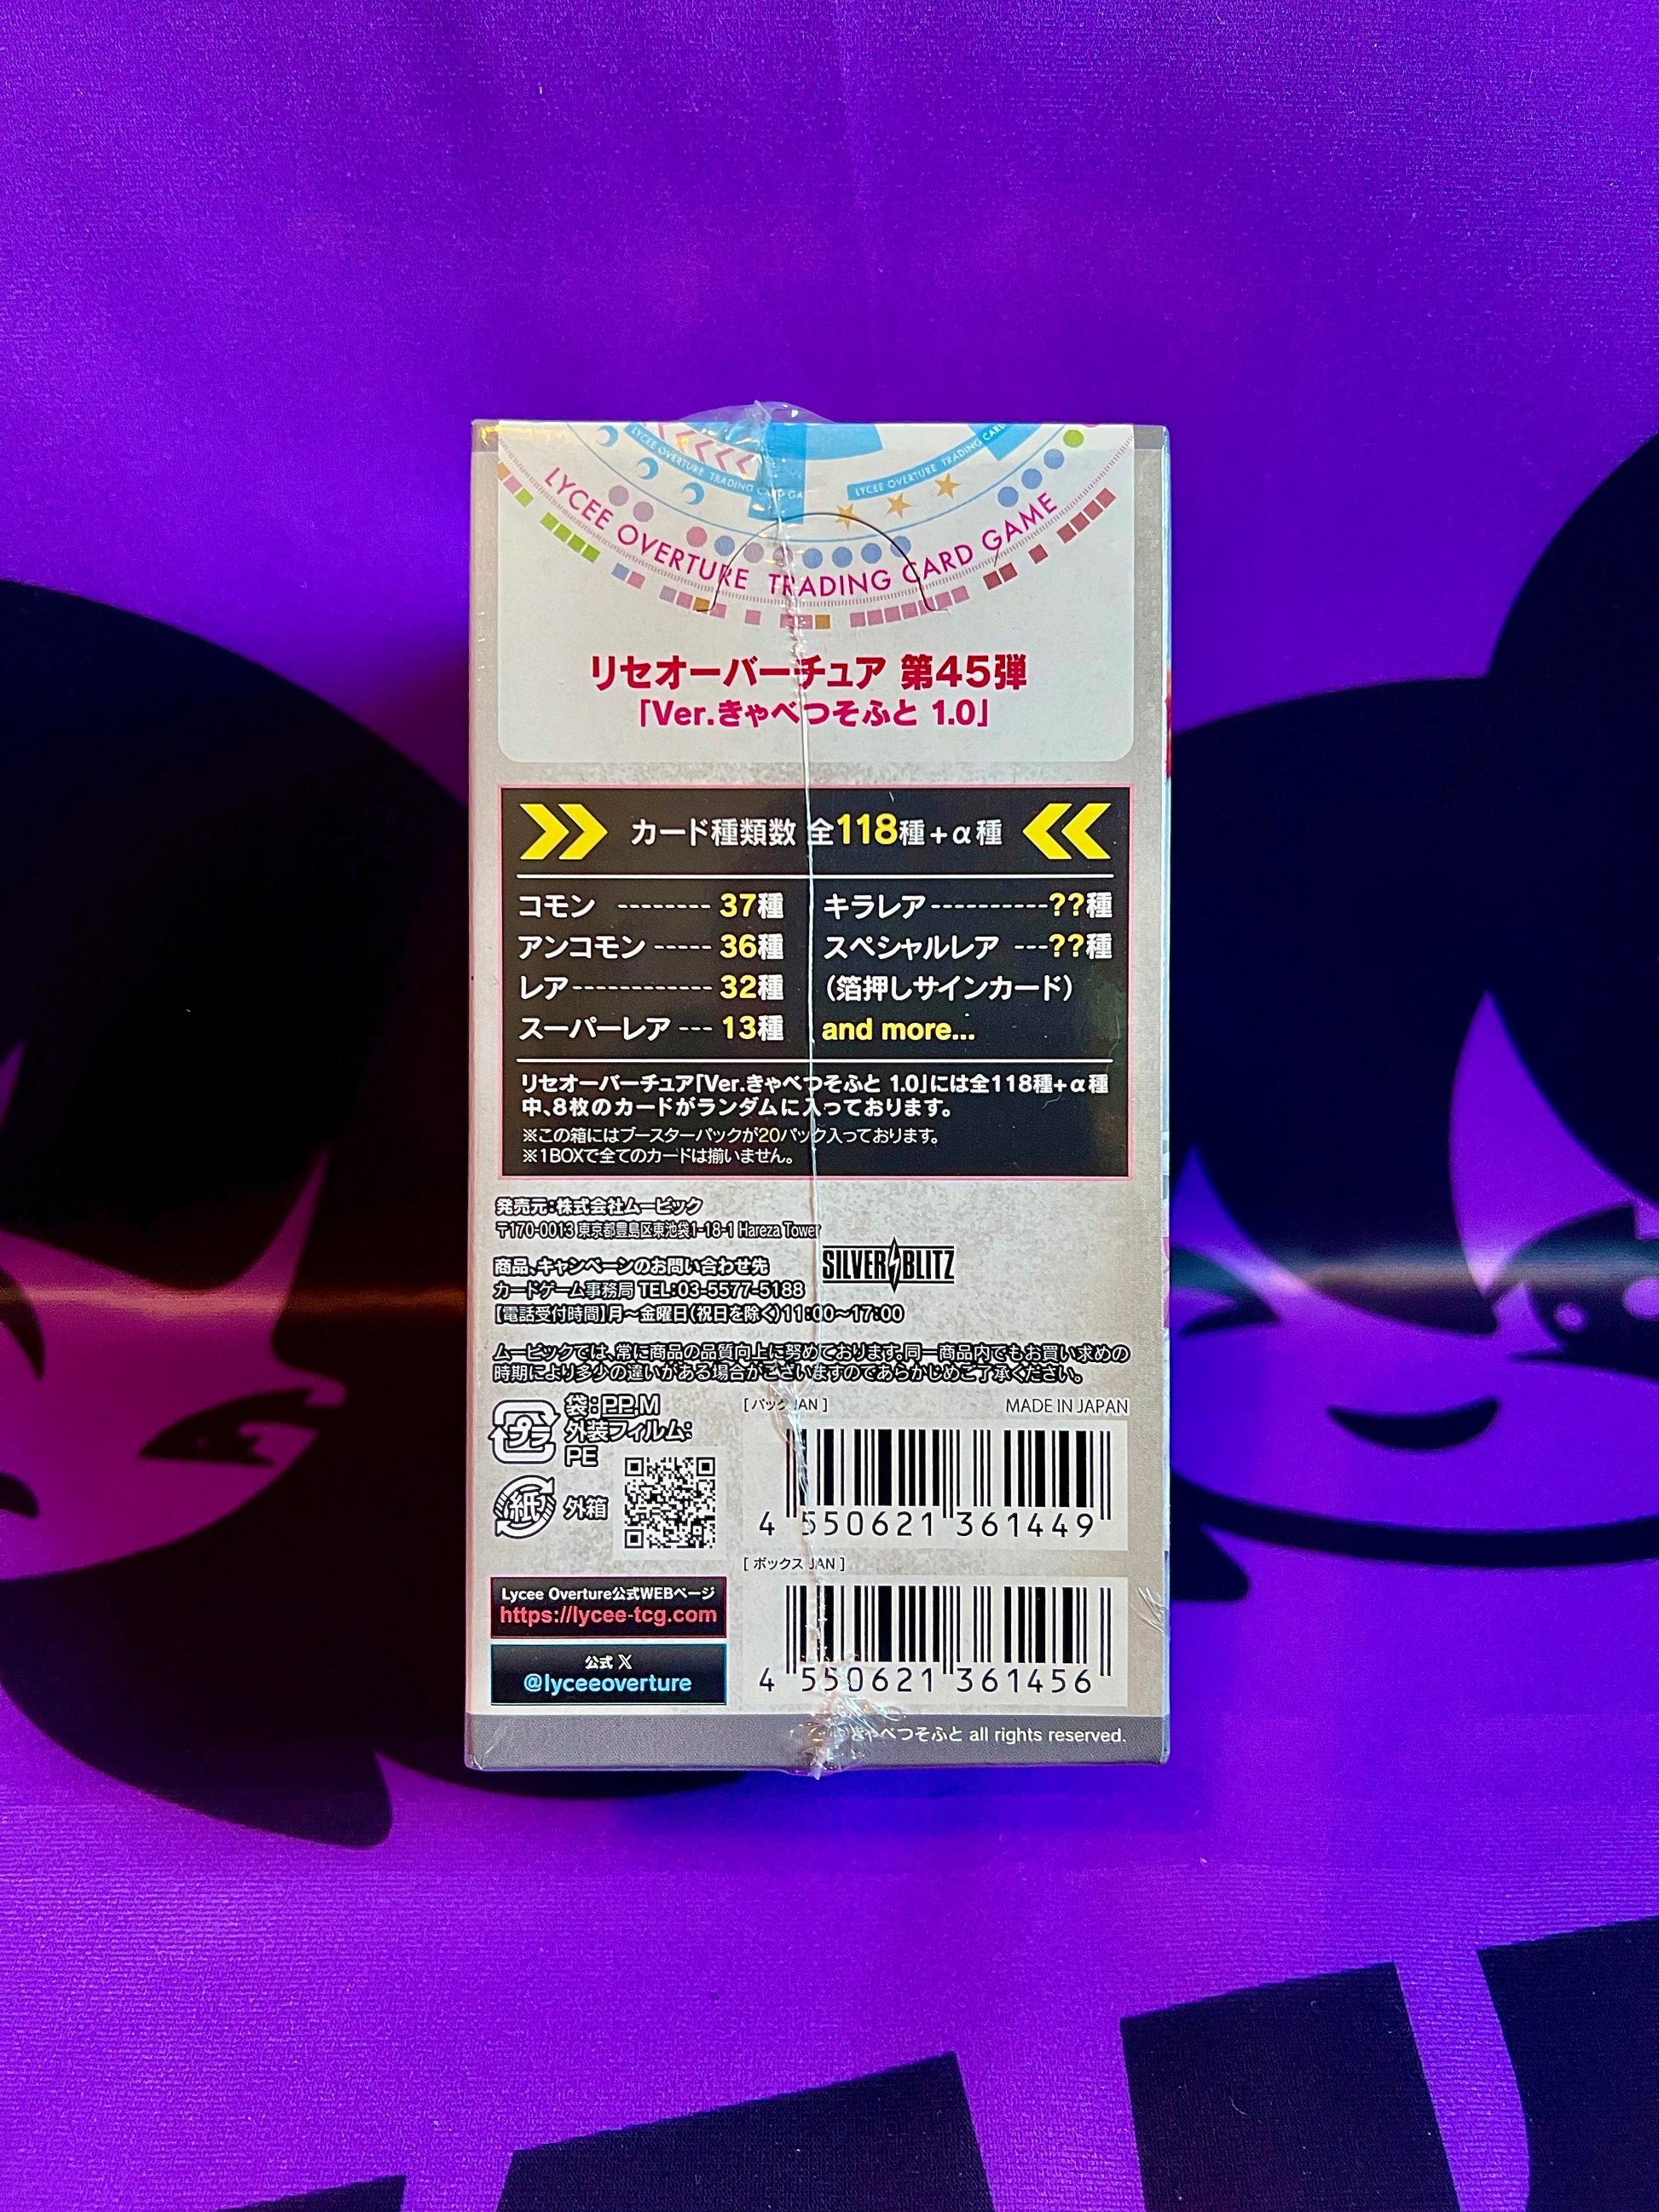 LYCEE OVERTURE TRADING CARD GA
LYCEE OVERTURE TRADING CAR
LYCEE OVERTURE TRADING CARD GAME
リセオーバーチュア 第45弾
「Ver.きゃべつそふと 1.0」
カード種類数 全118種+α種
コモン -------- 37種
アンコモン ----- 36種
レア------------ 32種
スーパーレア --- 13種
キラレア----------??種
スペシャルレア ---??種
(箔押しサインカード)
and more...
リセオーバーチュア「Ver.きゃべつそふと 1.0」には全118種+α種
中、8枚のカードがランダムに入っております。
※この箱にはブースターパックが20パック入っております。
※1BOXで全てのカードは揃いません。
発売元:株式会社ムービック
〒170-0013 東京都豊島区東池袋1-18-1 Hareza Tower
商品、キャンペーンのお問い合わせ先
カードゲーム事務局 TEL:03-5577-5188
【電話受付時間】月~金曜日(祝日を除く)11:00~17:00
SILVER BLITZ
ムービックでは、常に商品の品質向上に努めております。同一商品内でもお買い求めの
時期により多少の違いがある場合がございますのであらかじめご了承ください。
プラ
袋:PP.M
外装フィルム:
PE
紙
外箱
[ パック JAN ]
MADE IN JAPAN
4 550621 361449
[ ボックス JAN ]
4 550621 361456
Lycee Overture公式WEBページ
https://lycee-tcg.com
公式 X
@lyceeoverture
きゃべつそふと all rights reserved.